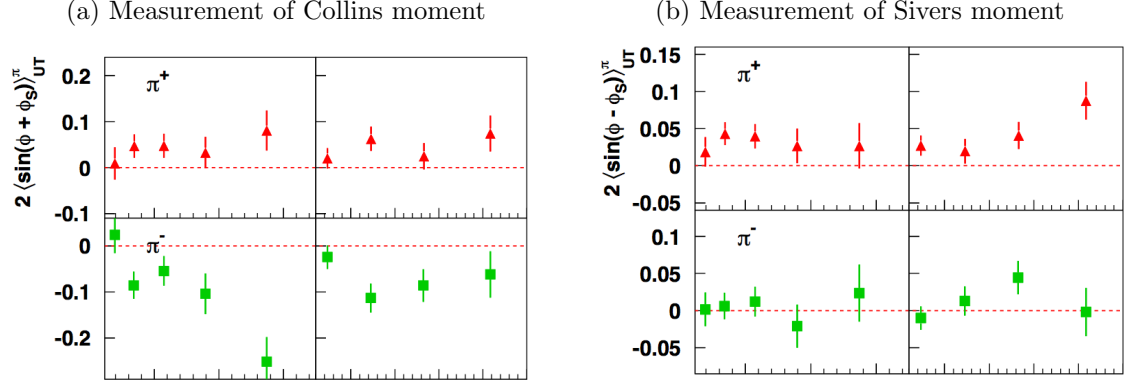 (a) Measurement of Collins moment
2 ⟨sin(ϕ + ϕS)⟩πUT
0.2
0.1
0
-0.1
π+
0
-0.1
-0.2
π-
(b) Measurement of Sivers moment
2 ⟨sin(ϕ - ϕS)⟩πUT
0.15
0.1
0.05
0
-0.05
π+
0.1
0.05
0
-0.05
π-